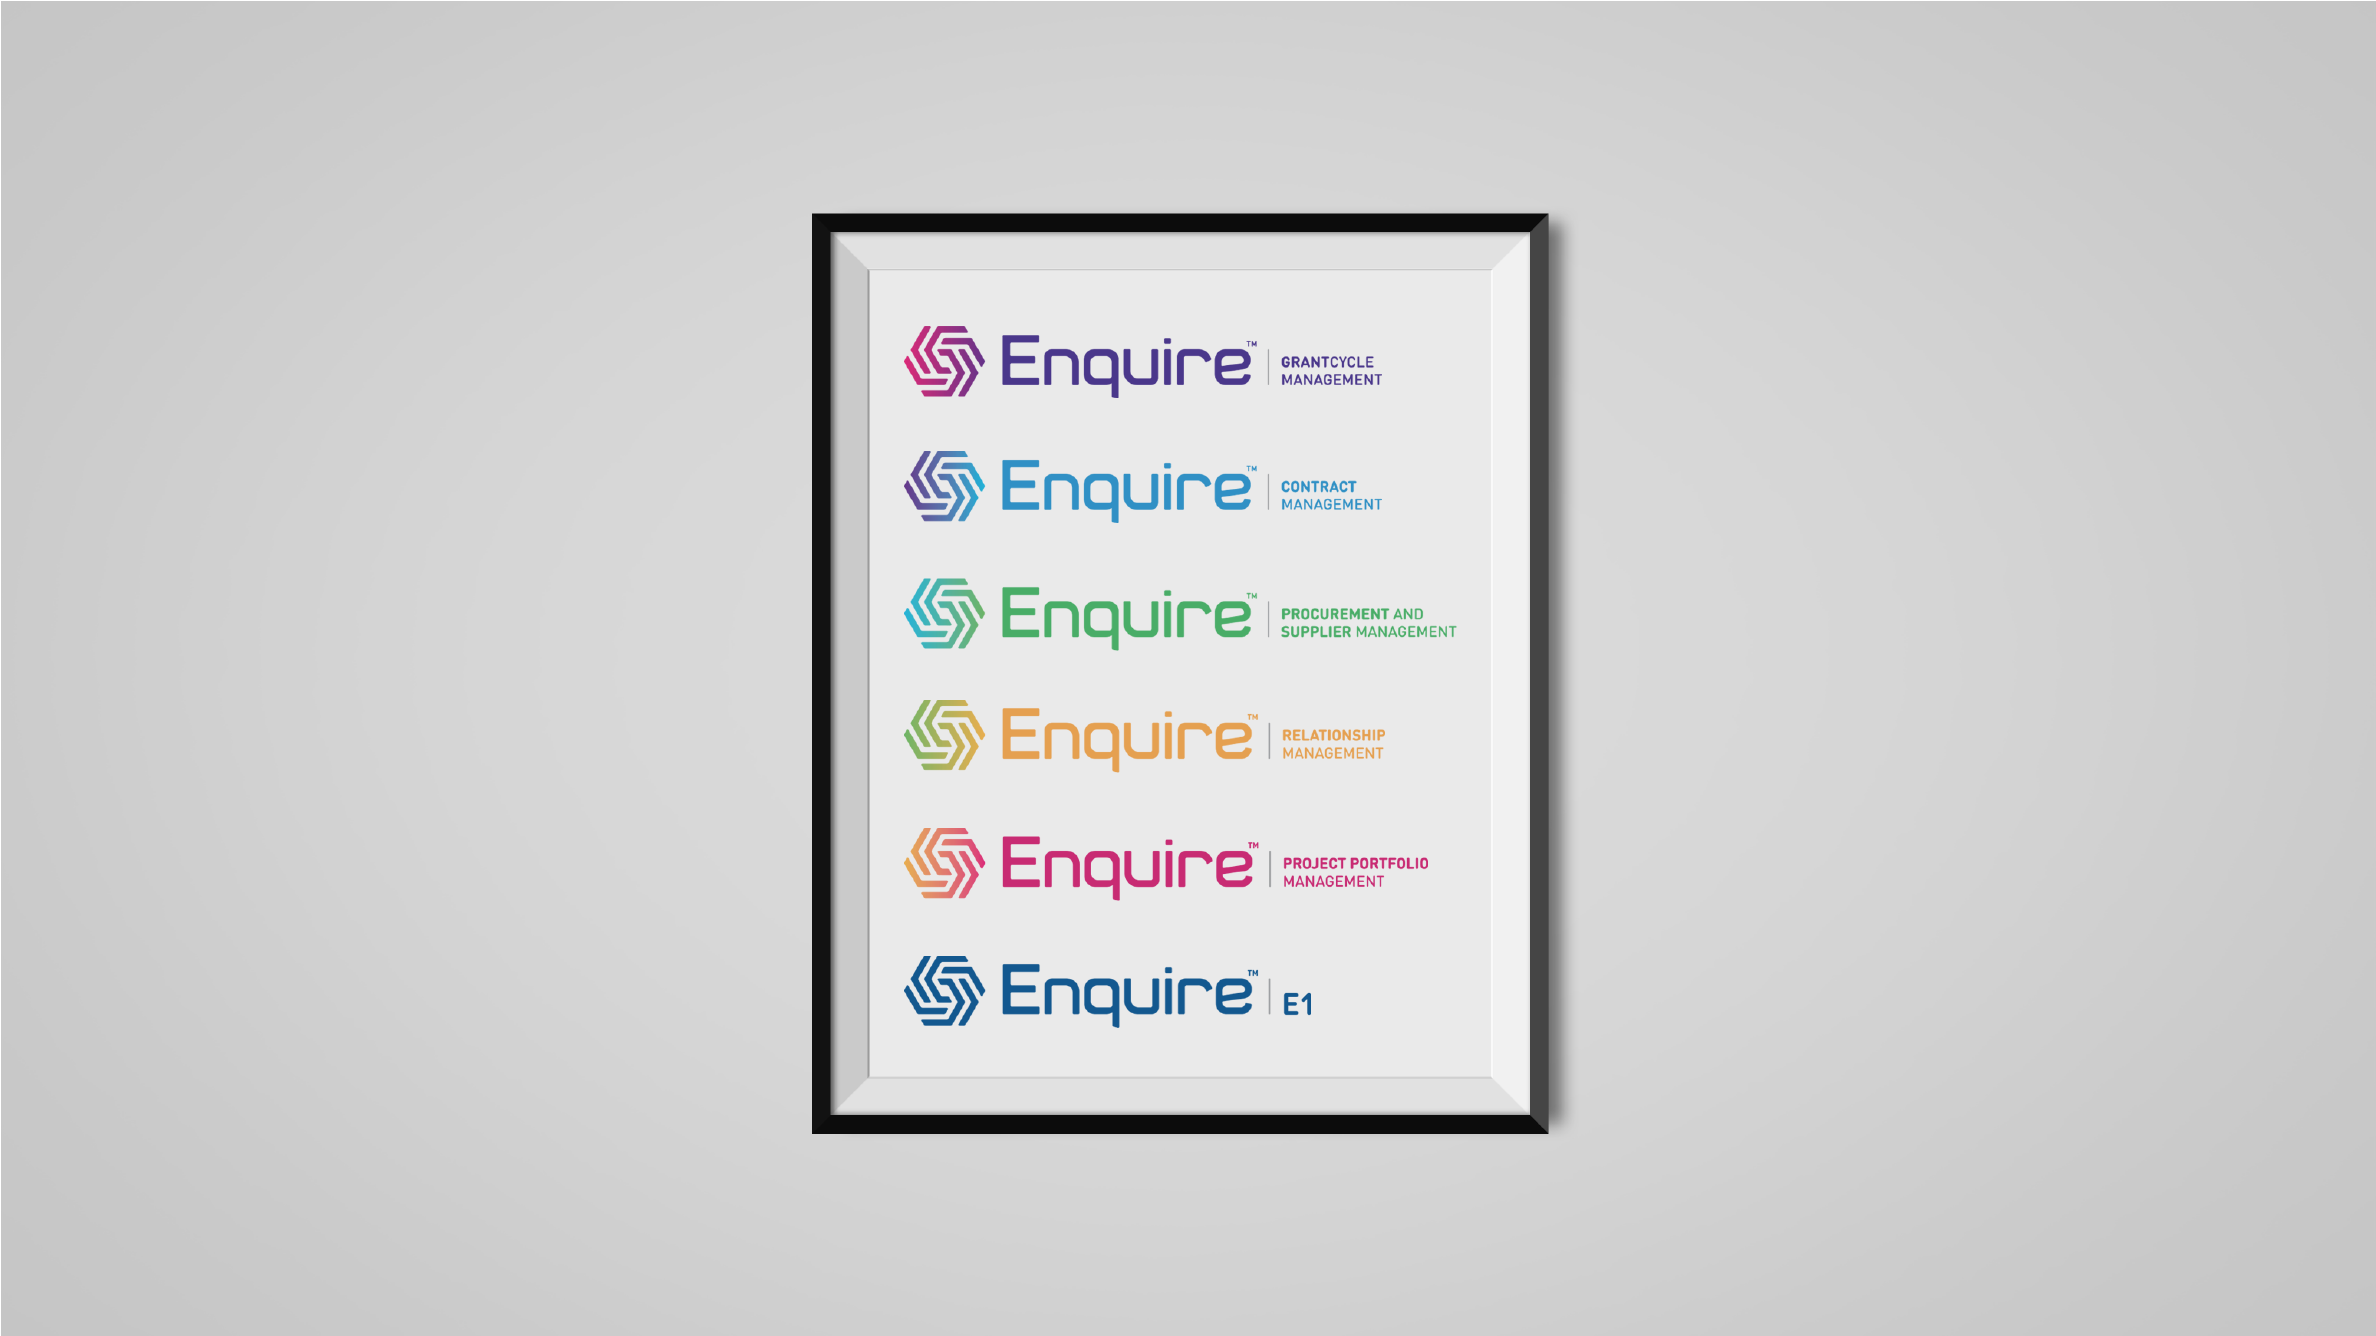 Enquire™ | GRANTCYCLE
MANAGEMENT
Enquire™ | CONTRACT
MANAGEMENT
Enquire™ | PROCUREMENT AND
SUPPLIER MANAGEMENT
Enquire™ | RELATIONSHIP
MANAGEMENT
Enquire™ | PROJECT PORTFOLIO
MANAGEMENT
Enquire™ | E1